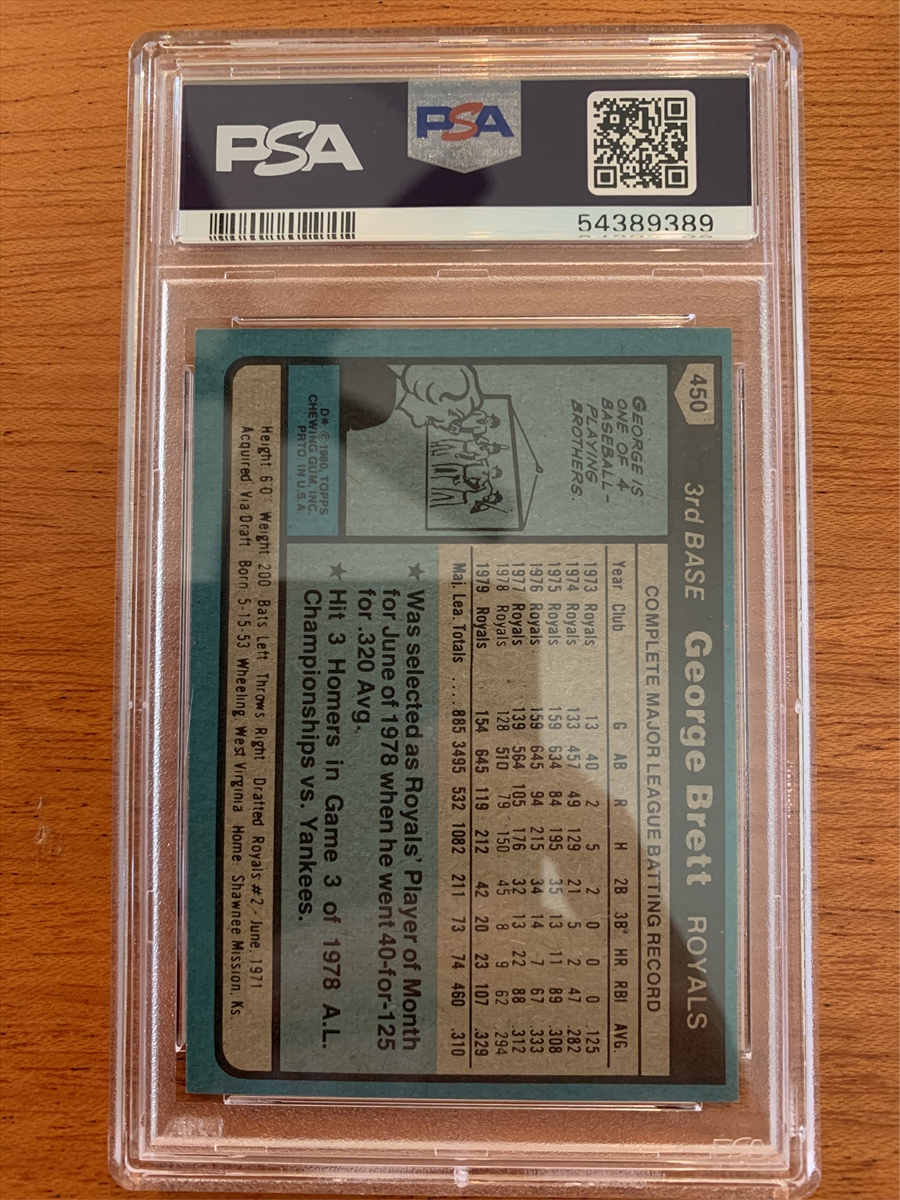 PSA
PSA
54389389
450
3rd BASE George Brett ROYALS
GEORGE IS
ONE OF 4
BASEBALL-
PLAYING
BROTHERS.
D* © 1980, TOPPS
CHEWING GUM, INC.
PRTD. IN U.S.A.
COMPLETE MAJOR LEAGUE BATTING RECORD
Year Club G AB R H 2B 3B HR RBI AVG.
1973 Royals 13 40 2 5 2 0 0 0 .125
1974 Royals 133 457 49 129 21 5 2 47 .282
1975 Royals 159 634 84 195 35 13 11 89 .308
1976 Royals 159 645 94 215 34 14 7 67 .333
1977 Royals 139 564 105 176 32 13 22 88 .312
1978 Royals 128 510 79 150 45 8 9 62 .294
1979 Royals 154 645 119 212 42 20 23 107 .329
Maj. Lea. Totals .... 885 3495 532 1082 211 73 74 460 .310
★ Was selected as Royals' Player of Month
for June of 1978 when he went 40-for-125
for .320 Avg.
★ Hit 3 Homers in Game 3 of 1978 A.L.
Championships vs. Yankees.
Height 6'0" Weight 200 Bats Left Throws Right Drafted Royals #2-June, 1971
Acquired Via Draft Born 5-15-53 Wheeling, West Virginia Home: Shawnee Mission, Ks.
PSA